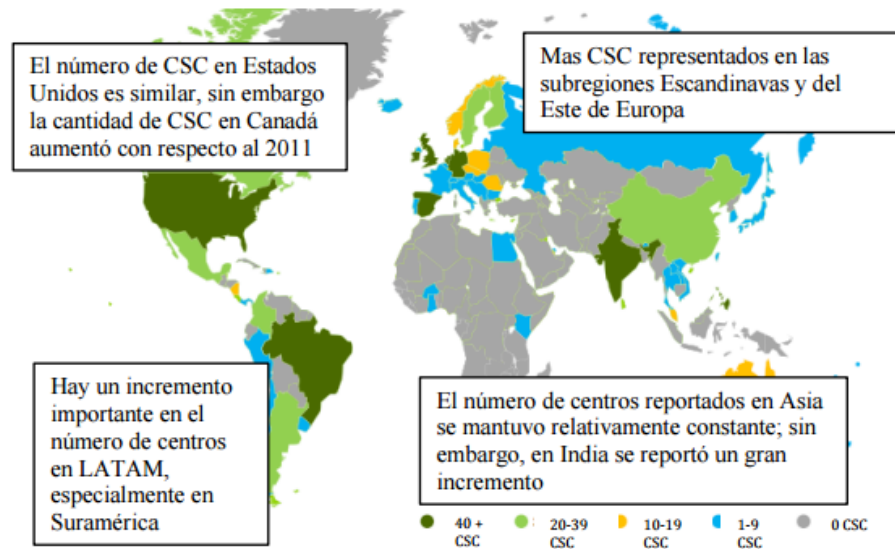 El número de CSC en Estados
Unidos es similar, sin embargo
la cantidad de CSC en Canadá
aumentó con respecto al 2011
Mas CSC representados en las
subregiones Escandinavas y del
Este de Europa
Hay un incremento
importante en el
número de centros
en LATAM,
especialmente en
Suramérica
El número de centros reportados en Asia
se mantuvo relativamente constante; sin
embargo, en India se reportó un gran
incremento
40 + CSC
20-39 CSC
10-19 CSC
1-9 CSC
0 CSC